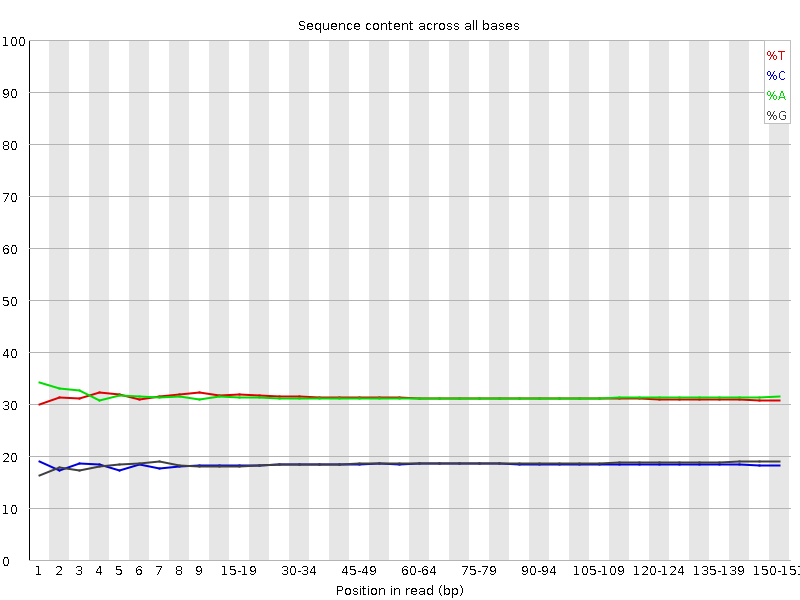 Sequence content across all bases
100
90
80
70
60
50
40
30
20
10
0
%T
%C
%A
%G
1 2 3 4 5 6 7 8 9 15-19 30-34 45-49 60-64 75-79 90-94 105-109 120-124 135-139 150-151
Position in read (bp)